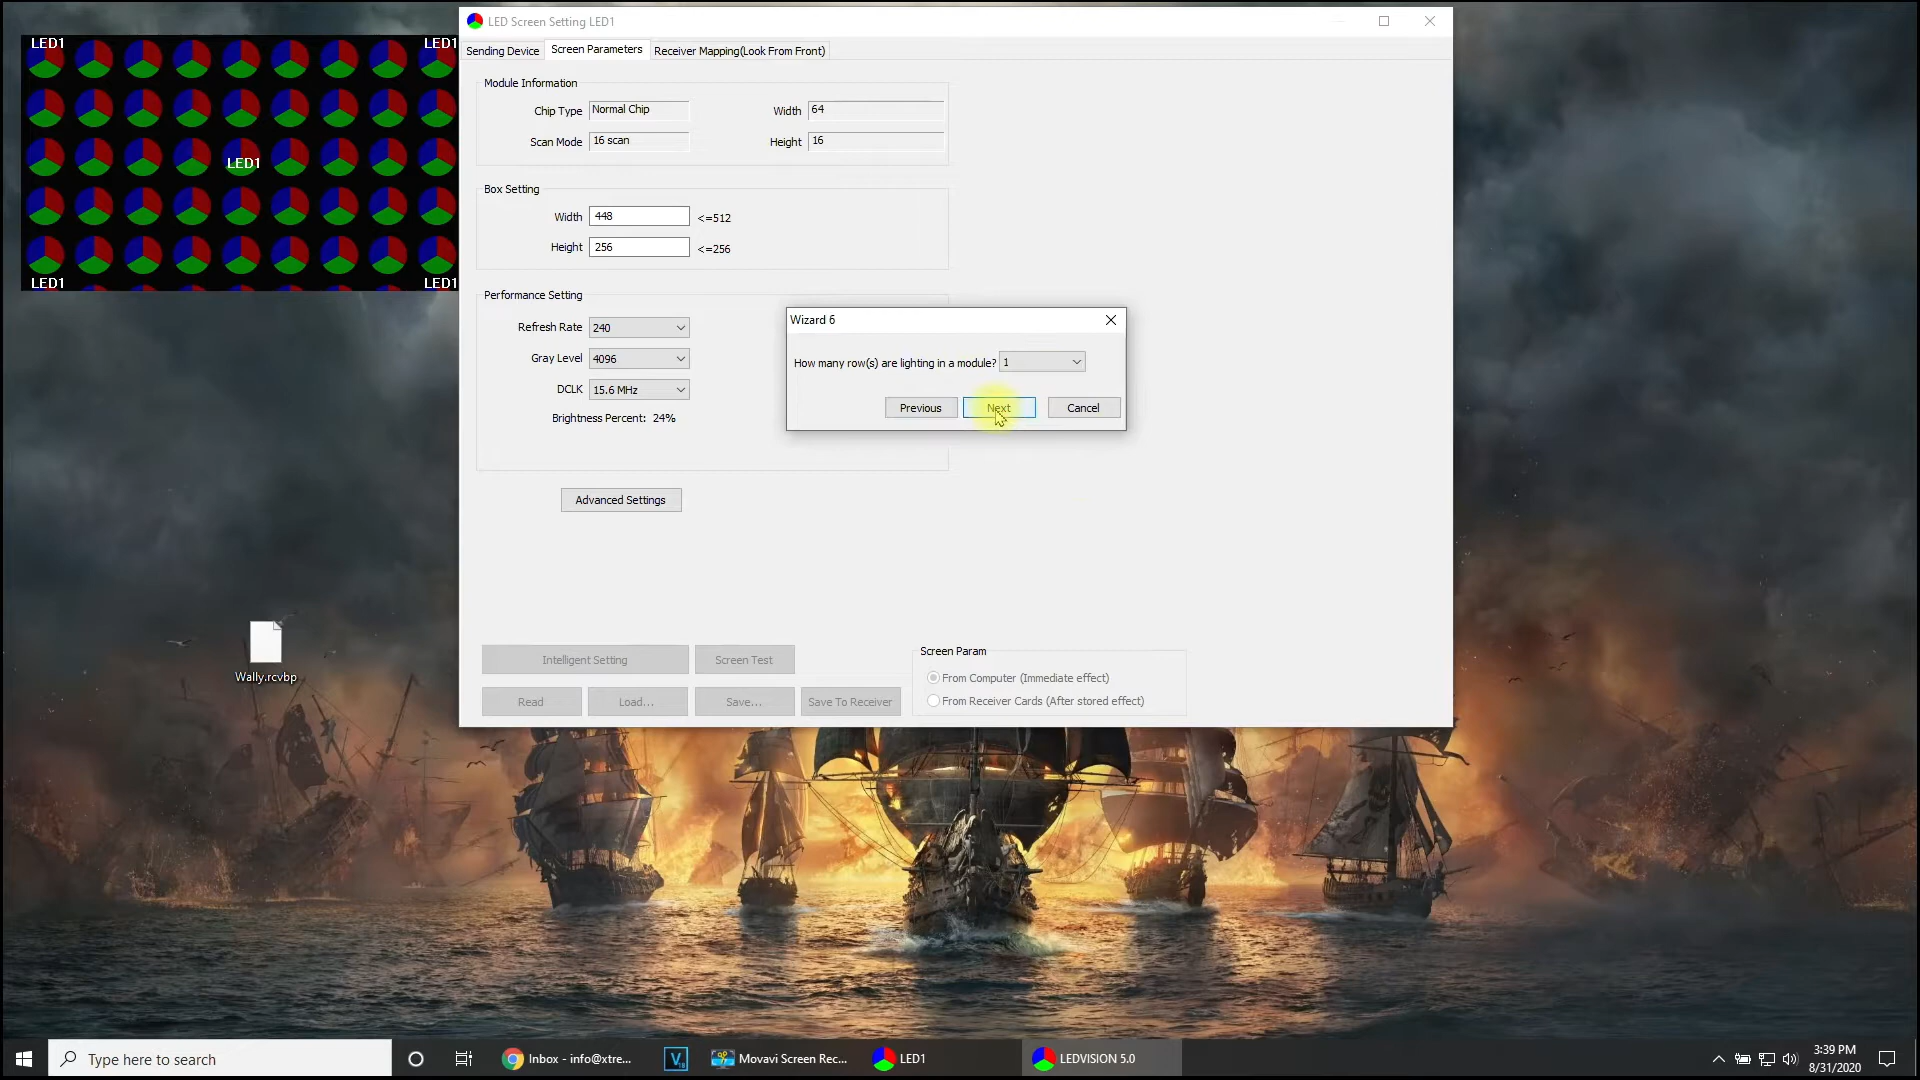 LED Screen Setting LED1
LED1 LED1
LED1
LED1 LED1
Sending Device Screen Parameters Receiver Mapping(Look From Front)
Module Information
Chip Type Normal Chip Width 64
Scan Mode 16 scan Height 16
Box Setting
Width 448 <=512
Height 256 <=256
Performance Setting
Refresh Rate 240
Gray Level 4096
DCLK 15.6 MHz
Brightness Percent: 24%
Advanced Settings
Wizard 6
How many row(s) are lighting in a module? 1
Previous Next Cancel
Intelligent Setting Screen Test
Read Load... Save... Save To Receiver
Screen Param
From Computer (Immediate effect)
From Receiver Cards (After stored effect)
Wally.rcvbp
Type here to search
Inbox - info@xtre...
Movavi Screen Rec...
LED1
LEDVISION 5.0
3:39 PM
8/31/2020